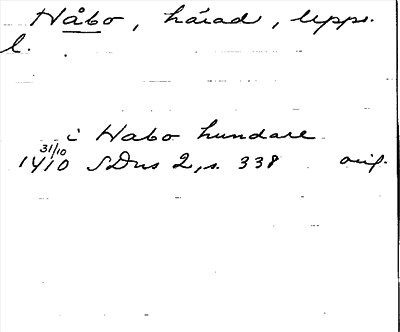 Håbo, härad, Upps.
l.
i Habo hundare
31/10
1410 SDns 2, s. 338 orig.